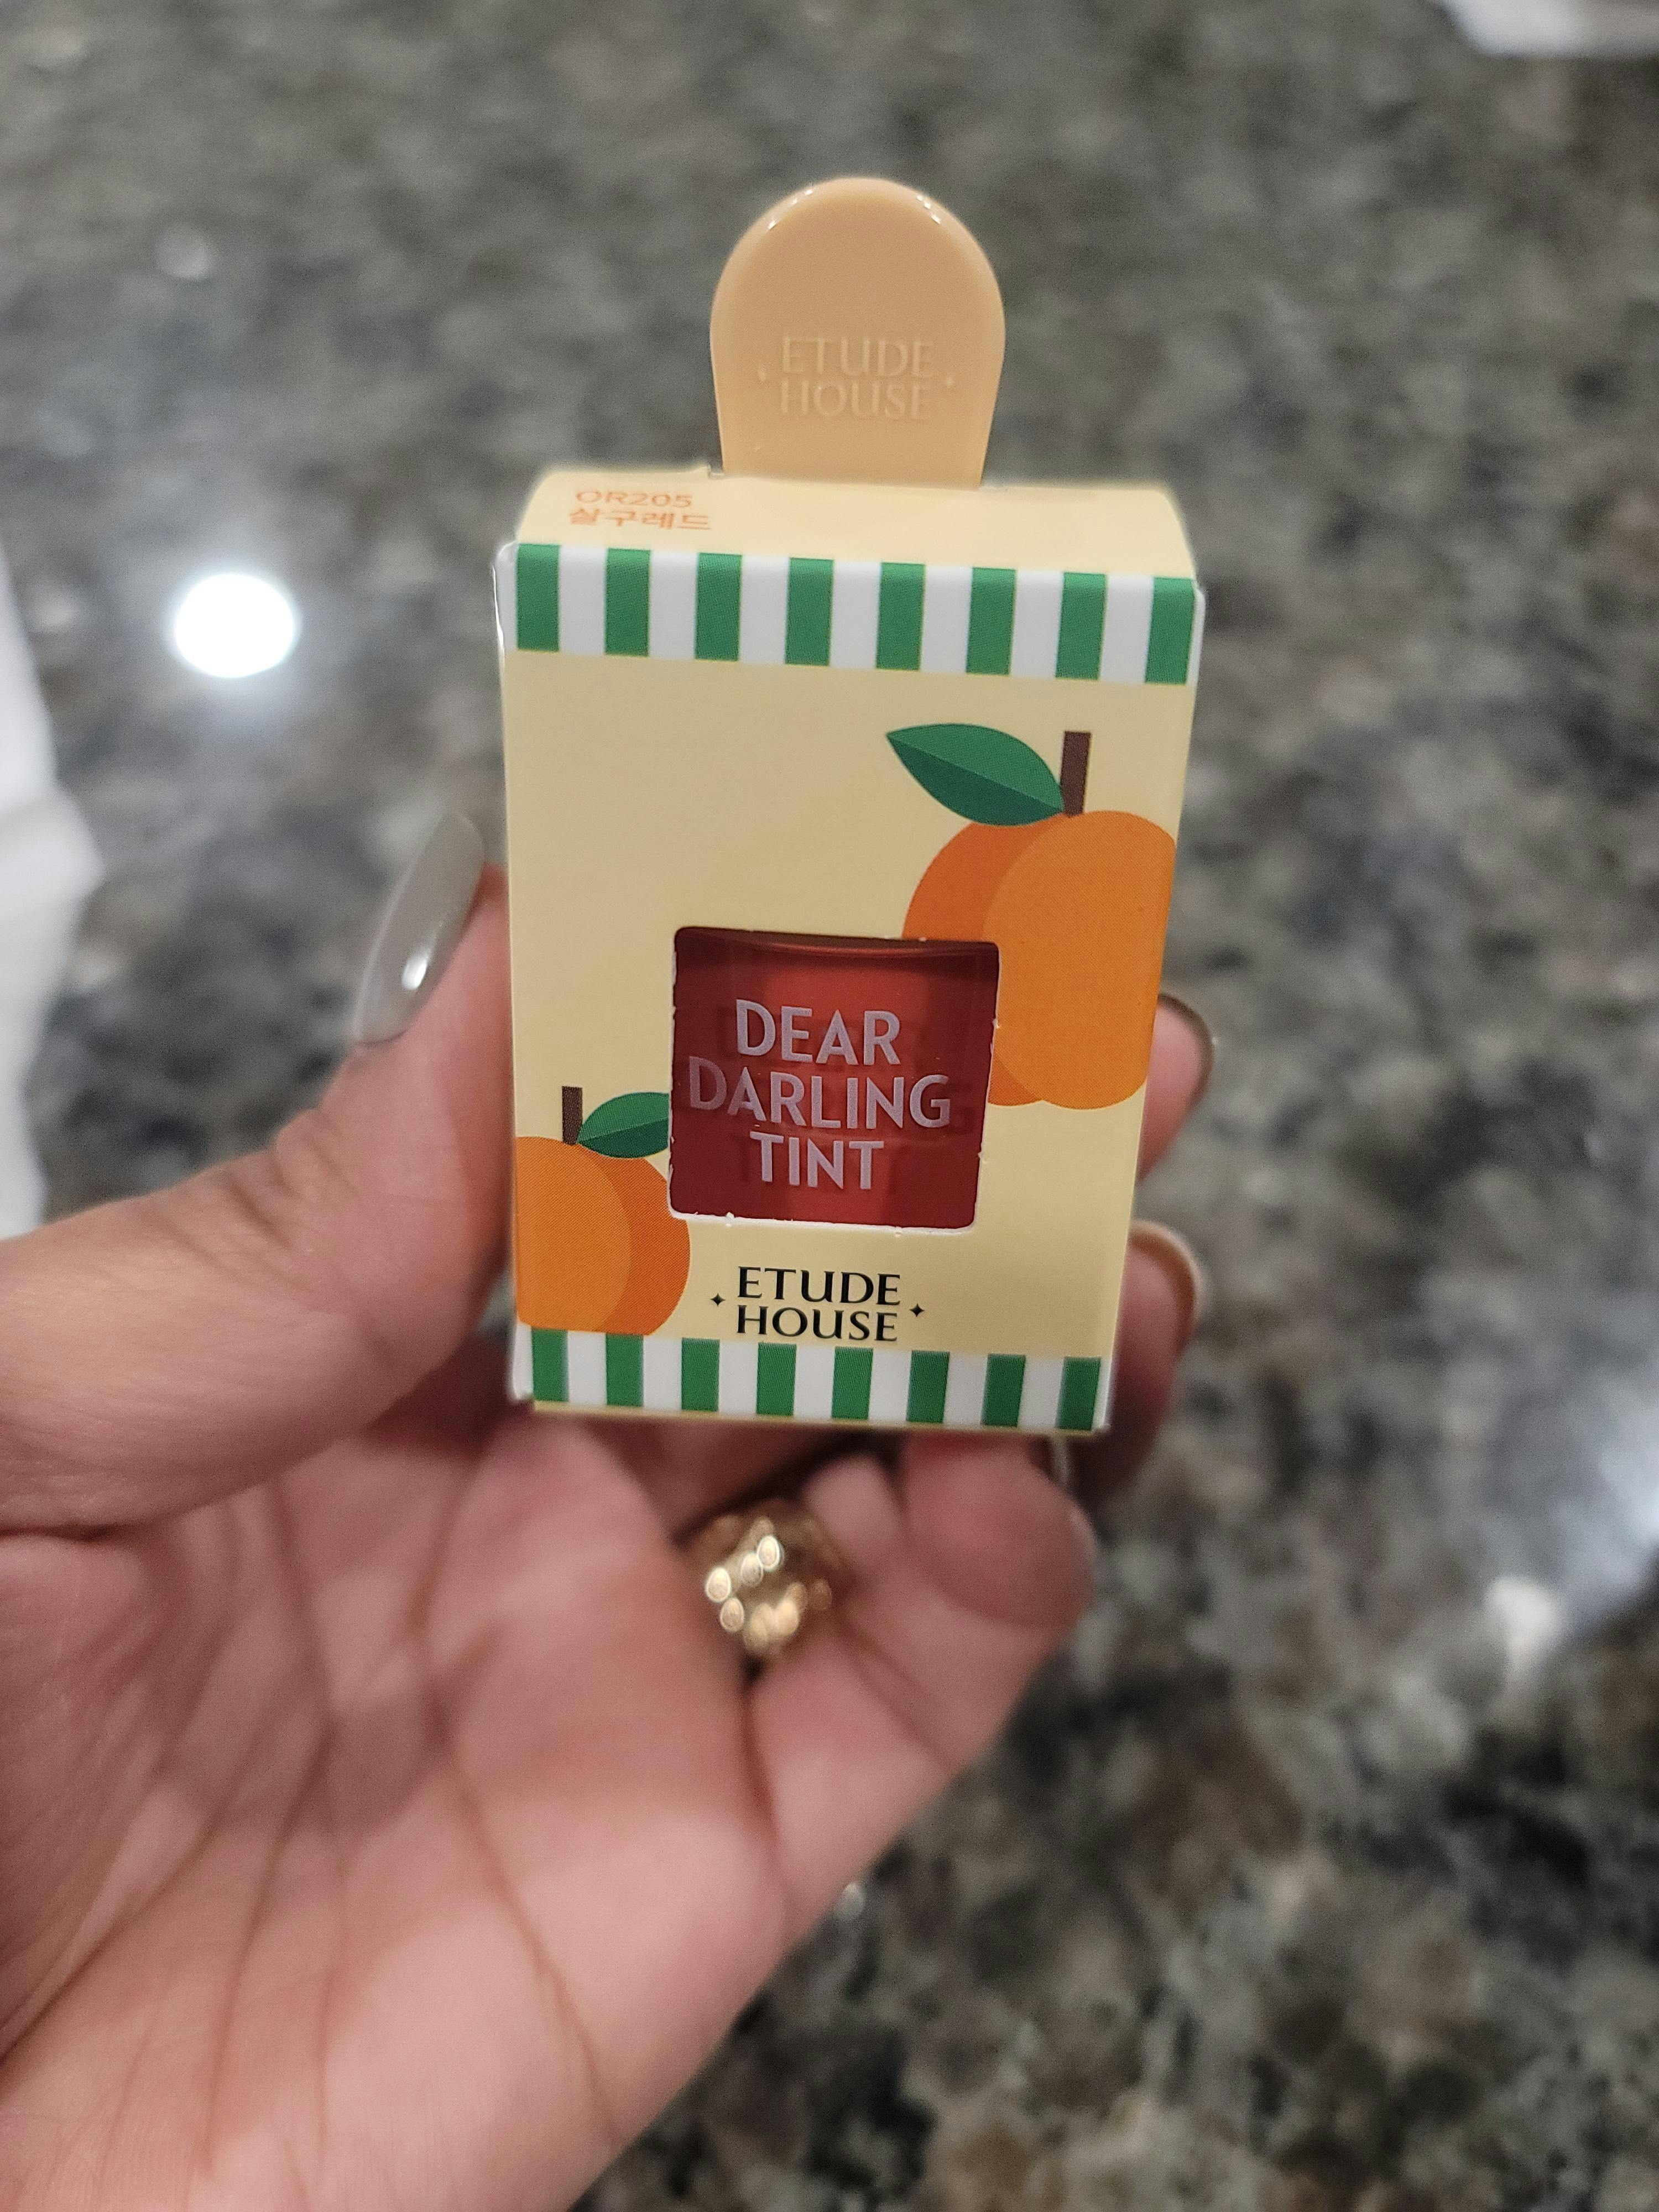 ETUDE
HOUSE
OR205
살구레드
DEAR
DARLING
TINT
ETUDE
HOUSE